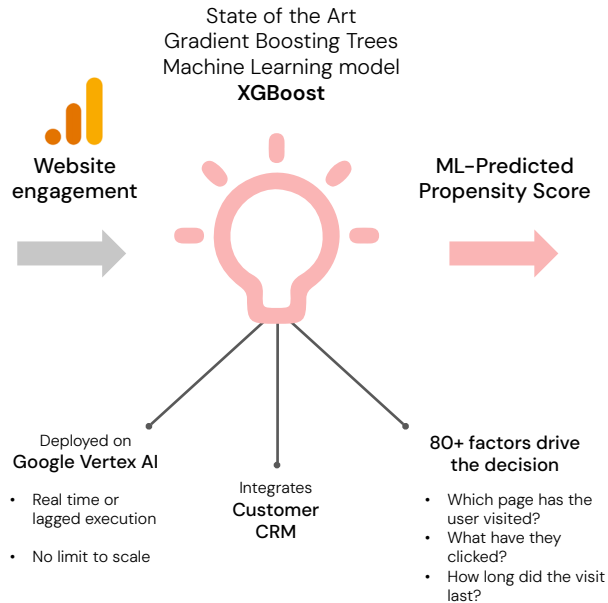 State of the Art
Gradient Boosting Trees
Machine Learning model
XGBoost
Website
engagement
ML-Predicted
Propensity Score
Deployed on
Google Vertex AI
• Real time or
lagged execution
• No limit to scale
Integrates
Customer
CRM
80+ factors drive
the decision
• Which page has the
user visited?
• What have they
clicked?
• How long did the visit
last?